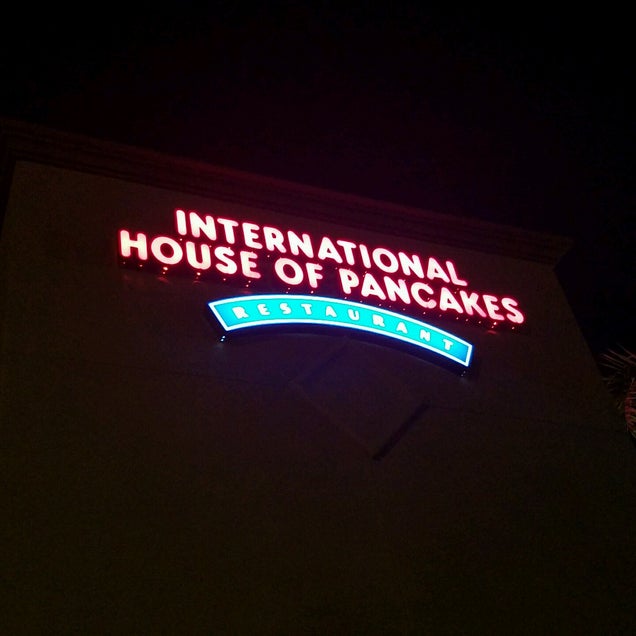 INTERNATIONAL
HOUSE OF PANCAKES
RESTAURANT